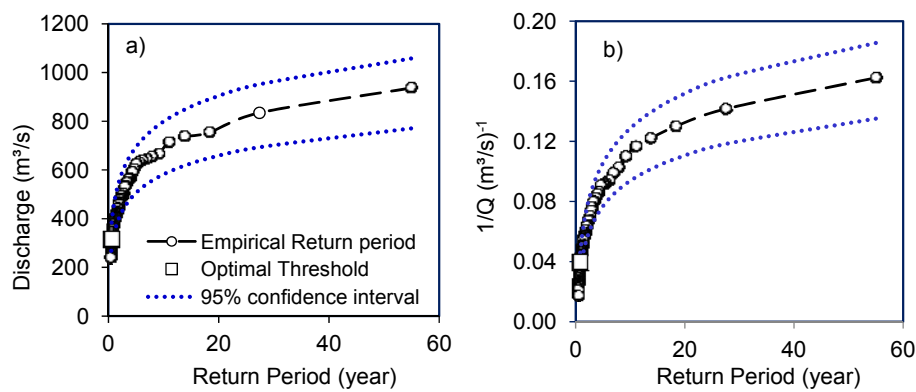 a)
Discharge (m³/s)
1200
1000
800
600
400
200
0
Empirical Return period
Optimal Threshold
95% confidence interval
0 20 40 60
Return Period (year)
b)
1/Q (m³/s)⁻¹
0.20
0.16
0.12
0.08
0.04
0.00
0 20 40 60
Return Period (year)